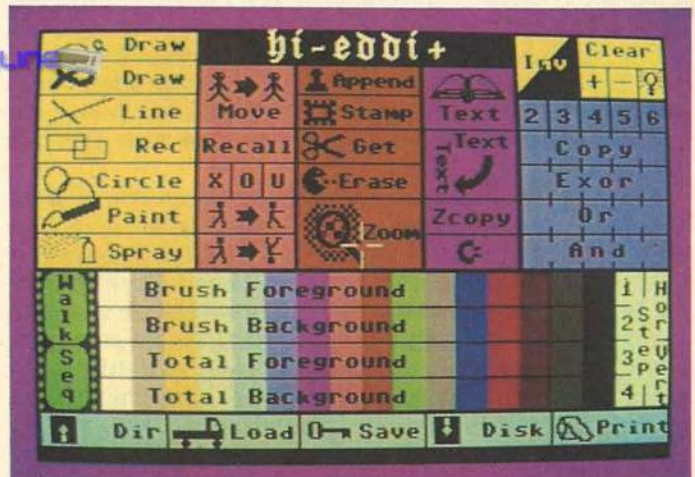 hi-eddi+
Draw
Draw
Line
Rec
Circle
Paint
Spray
Move
Recall
X O U
Append
Stamp
Get
Erase
Zoom
Text
Text
Text
Zcopy
Inv
Clear
+ -
2 3 4 5 6
Copy
Exor
Or
And
Walk
Seq
Brush Foreground
Brush Background
Total Foreground
Total Background
1
2
3
4
Step
Hor
Vert
Dir
Load
Save
Disk
Print